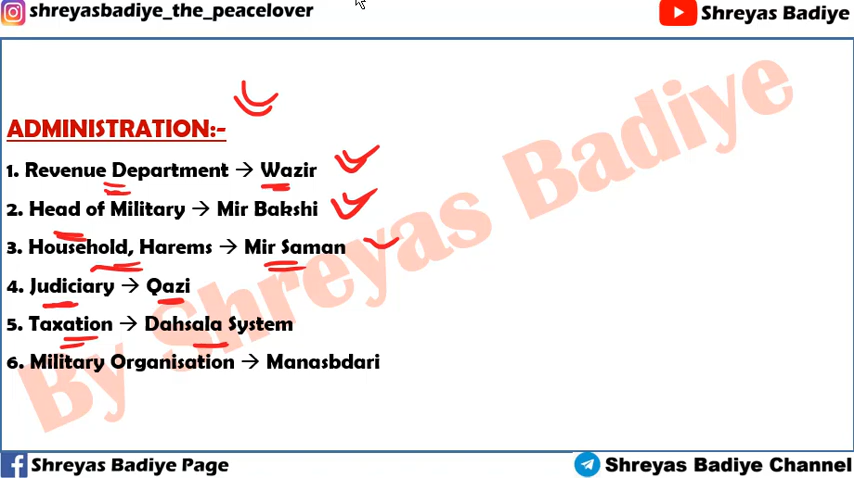 shreyasbadiye_the_peacelover
Shreyas Badiye
ADMINISTRATION:-
1. Revenue Department → Wazir
2. Head of Military → Mir Bakshi
3. Household, Harems → Mir Saman
4. Judiciary → Qazi
5. Taxation → Dahsala System
6. Military Organisation → Manasbdari
By Shreyas Badiye
Shreyas Badiye Page
Shreyas Badiye Channel